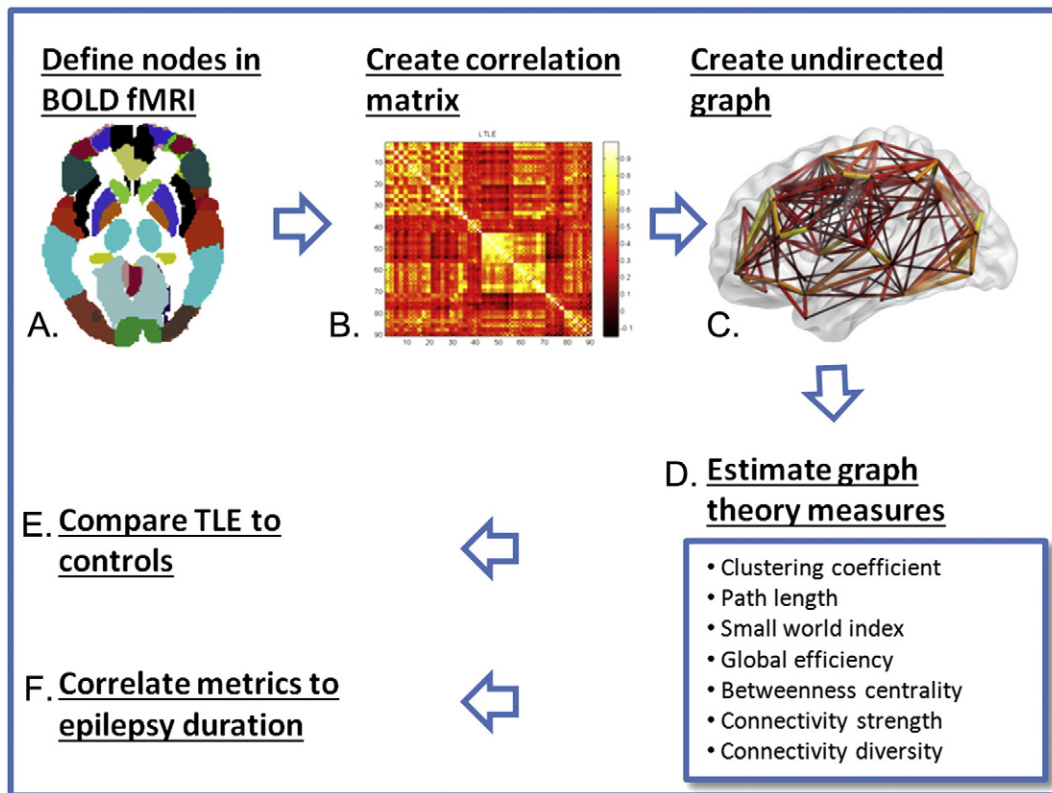 Define nodes in
BOLD fMRI
A.
Create correlation
matrix
LTLE
10
20
30
40
50
60
70
80
90
10 20 30 40 50 60 70 80 90
0.9
0.8
0.7
0.6
0.5
0.4
0.3
0.2
0.1
0
-0.1
B.
Create undirected
graph
C.
D. Estimate graph
theory measures
• Clustering coefficient
• Path length
• Small world index
• Global efficiency
• Betweenness centrality
• Connectivity strength
• Connectivity diversity
E. Compare TLE to
controls
F. Correlate metrics to
epilepsy duration